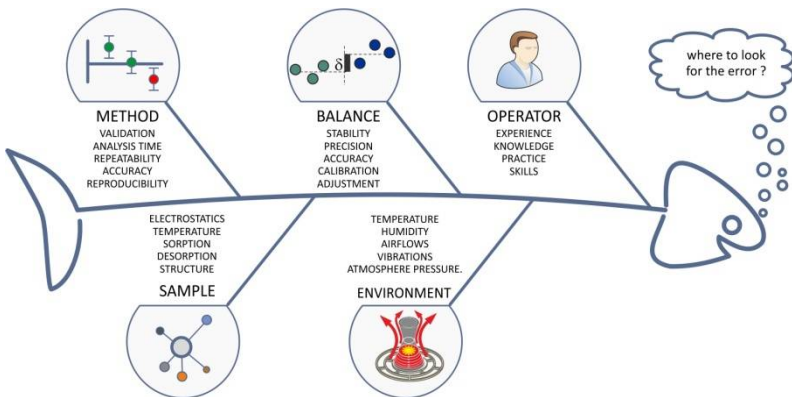 where to look
for the error ?
δ
METHOD
VALIDATION
ANALYSIS TIME
REPEATABILITY
ACCURACY
REPRODUCIBILITY
BALANCE
STABILITY
PRECISION
ACCURACY
CALIBRATION
ADJUSTMENT
OPERATOR
EXPERIENCE
KNOWLEDGE
PRACTICE
SKILLS
ELECTROSTATICS
TEMPERATURE
SORPTION
DESORPTION
STRUCTURE
SAMPLE
TEMPERATURE
HUMIDITY
AIRFLOWS
VIBRATIONS
ATMOSPHERE PRESSURE.
ENVIRONMENT